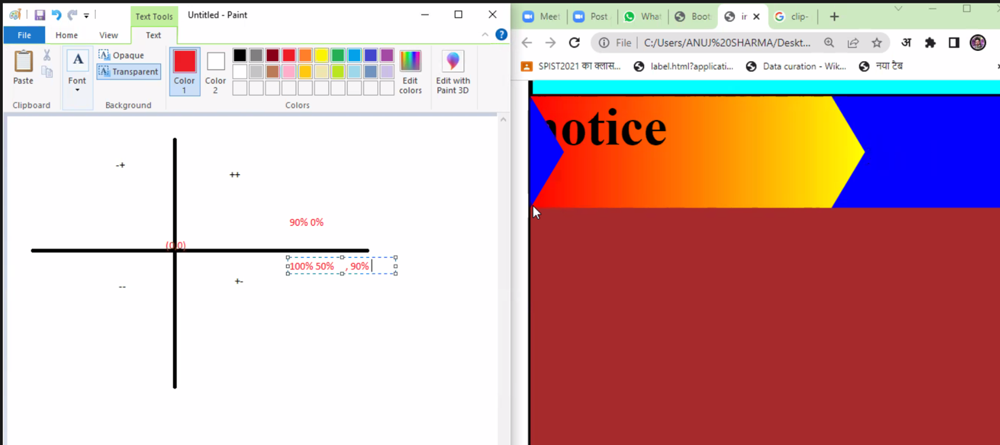 Text Tools
Untitled - Paint
File
Home
View
Text
Paste
Font
Opaque
Transparent
Color
1
Color
2
Edit
colors
Edit with
Paint 3D
Clipboard
Background
Colors
-+
++
90% 0%
(0,0)
100% 50% , 90%
--
+-
Meet
Post
What
Boot
ir
clip-
File
C:/Users/ANUJ%20SHARMA/Deskt...
अ
SPIST2021 का क्लास...
label.html?applicati...
Data curation - Wik...
नया टैब
notice